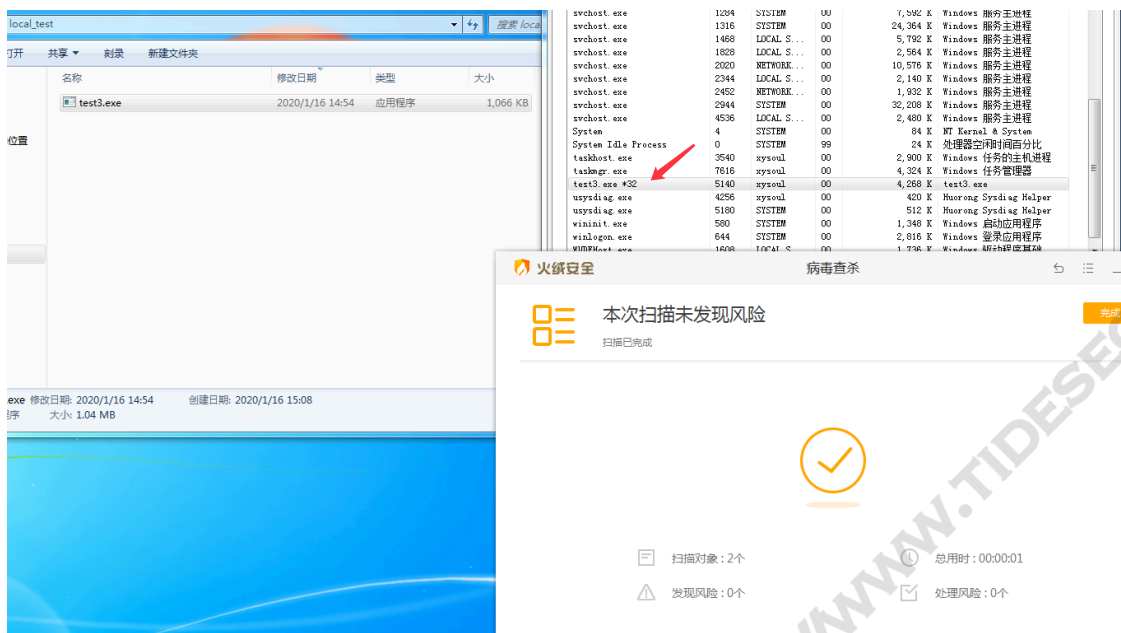 local_test
搜索 loca
打开 共享 刻录 新建文件夹
名称 修改日期 类型 大小
test3.exe 2020/1/16 14:54 应用程序 1,066 KB
位置
.exe 修改日期: 2020/1/16 14:54 创建日期: 2020/1/16 15:08
程序 大小: 1.04 MB
svchost.exe 1284 SYSTEM 00 7,592 K Windows 服务主进程
svchost.exe 1316 SYSTEM 00 24,364 K Windows 服务主进程
svchost.exe 1468 LOCAL S... 00 5,792 K Windows 服务主进程
svchost.exe 1828 LOCAL S... 00 2,564 K Windows 服务主进程
svchost.exe 2020 NETWORK... 00 10,576 K Windows 服务主进程
svchost.exe 2344 LOCAL S... 00 2,140 K Windows 服务主进程
svchost.exe 2452 NETWORK... 00 1,932 K Windows 服务主进程
svchost.exe 2944 SYSTEM 00 32,208 K Windows 服务主进程
svchost.exe 4536 LOCAL S... 00 2,480 K Windows 服务主进程
System 4 SYSTEM 00 84 K NT Kernel & System
System Idle Process 0 SYSTEM 99 24 K 处理器空闲时间百分比
taskhost.exe 3540 xysoul 00 2,900 K Windows 任务的主机进程
taskmgr.exe 7616 xysoul 00 4,324 K Windows 任务管理器
test3.exe *32 5140 xysoul 00 4,268 K test3.exe
usysdiag.exe 4256 xysoul 00 420 K Huorong Sysdiag Helper
usysdiag.exe 5180 SYSTEM 00 512 K Huorong Sysdiag Helper
wininit.exe 580 SYSTEM 00 1,348 K Windows 启动应用程序
winlogon.exe 644 SYSTEM 00 2,816 K Windows 登录应用程序
WUDFHost.exe 1608 LOCAL S... 00 1,736 K Windows 驱动程序基础
火绒安全 病毒查杀
本次扫描未发现风险
完成
扫描已完成
扫描对象 : 2个 总用时 : 00:00:01
发现风险 : 0个 处理风险 : 0个
WWW.TIDESEC